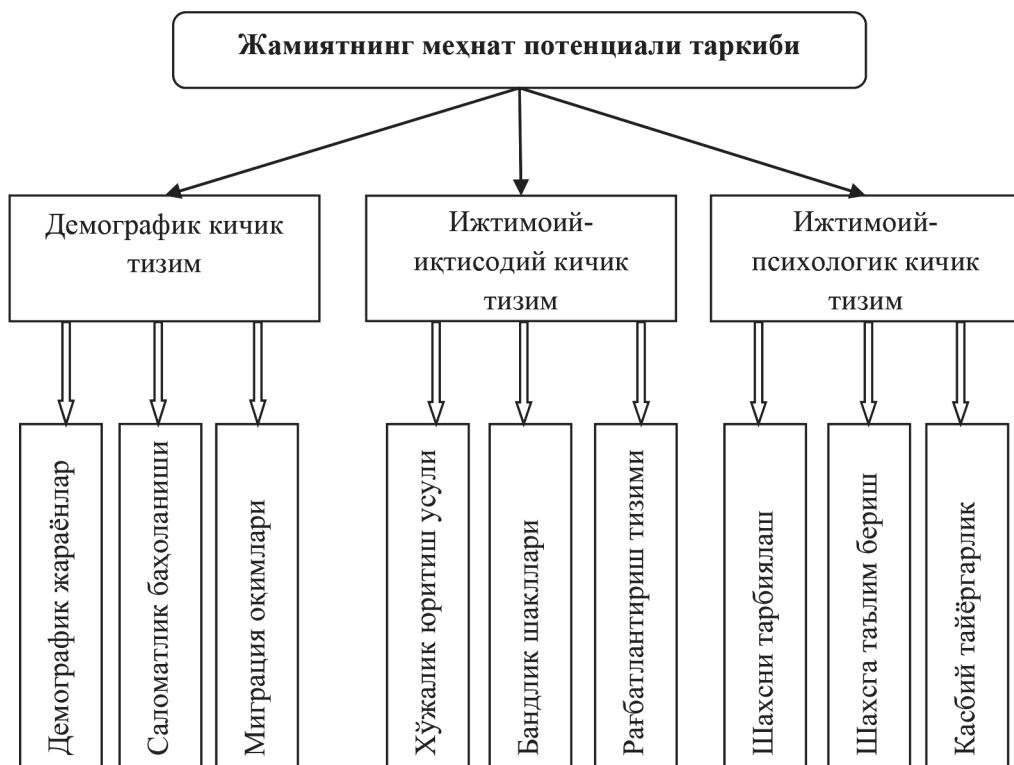 Жамиятнинг меҳнат потенциали таркиби
Демографик кичик
тизим
Ижтимоий-
иқтисодий кичик
тизим
Ижтимоий-
психологик кичик
тизим
Демографик жараёнлар
Саломатлик баҳоланиши
Миграция оқимлари
Хўжалик юритиш усули
Бандлик шакллари
Рағбатлантириш тизими
Шахсни тарбиялаш
Шахсга таълим бериш
Касбий тайёргарлик